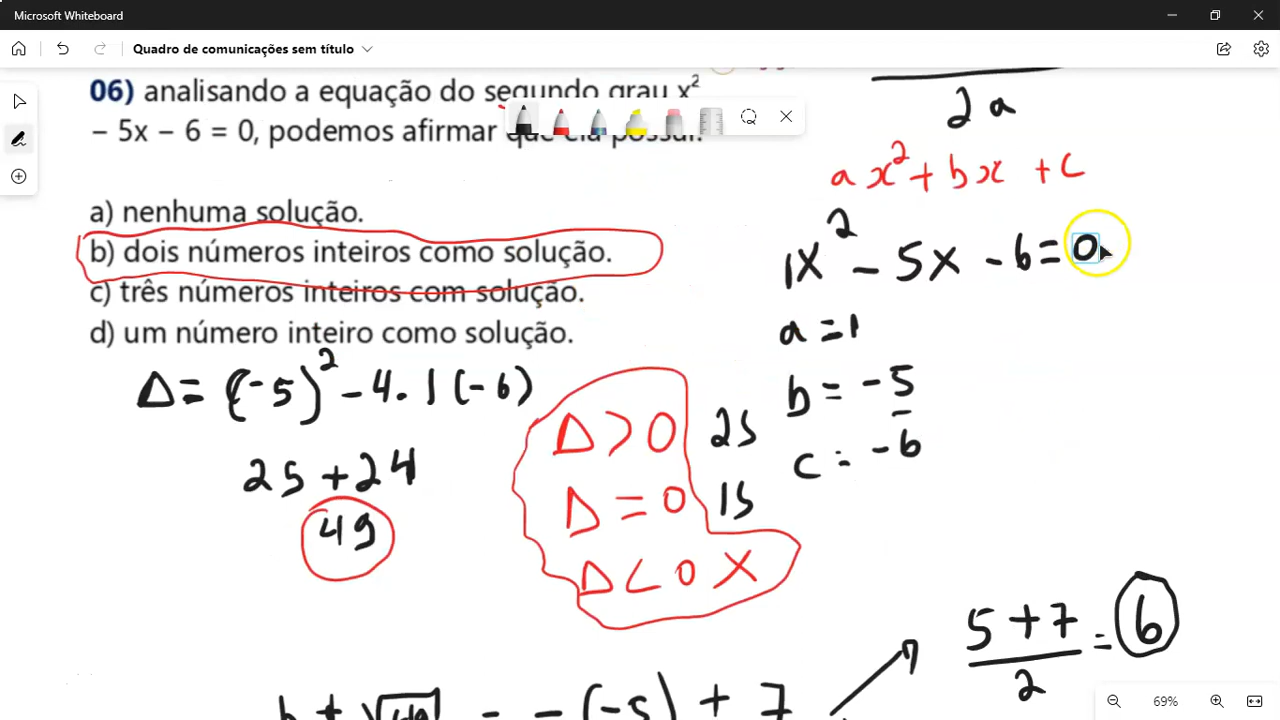 Microsoft Whiteboard
Quadro de comunicações sem título
06) analisando a equação do segundo grau x²
– 5x – 6 = 0, podemos afirmar que ela possui:
a) nenhuma solução.
b) dois números inteiros como solução.
c) três números inteiros com solução.
d) um número inteiro como solução.
Δ = (-5)² - 4 . 1 (-6)
25 + 24
49
Δ > 0 2S
Δ = 0 1S
Δ < 0 X
2a
ax² + bx + c
1x² - 5x - 6 = 0
a = 1
b = -5
c = -6
5 + 7
2
= 6
- (-5) + 7
69%